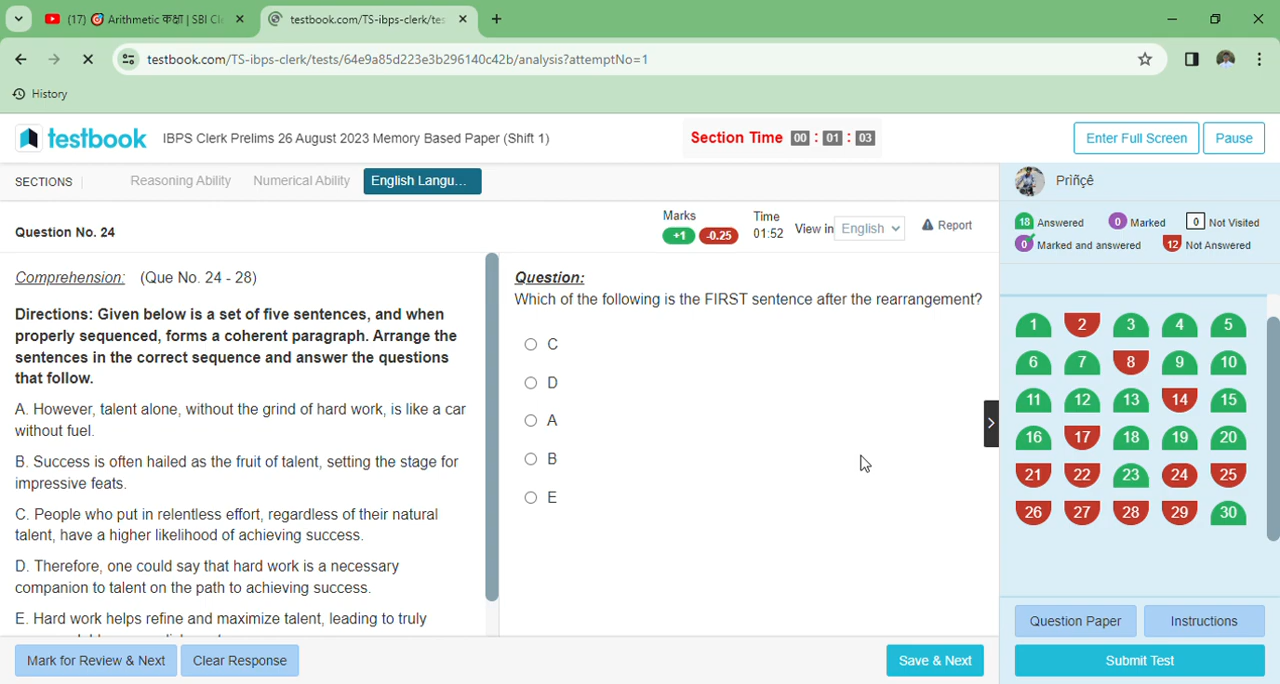 (17) 🎯 Arithmetic कक्षा | SBI Cl
testbook.com/TS-ibps-clerk/tes
testbook.com/TS-ibps-clerk/tests/64e9a85d223e3b296140c42b/analysis?attemptNo=1
History
testbook
IBPS Clerk Prelims 26 August 2023 Memory Based Paper (Shift 1)
Section Time 00 : 01 : 03
Enter Full Screen
Pause
SECTIONS
Reasoning Ability
Numerical Ability
English Langu...
Priñçê
Question No. 24
Marks
+1 -0.25
Time
01:52
View in English
Report
18 Answered
0 Marked
0 Not Visited
0 Marked and answered
12 Not Answered
Comprehension: (Que No. 24 - 28)
Directions: Given below is a set of five sentences, and when
properly sequenced, forms a coherent paragraph. Arrange the
sentences in the correct sequence and answer the questions
that follow.
A. However, talent alone, without the grind of hard work, is like a car
without fuel.
B. Success is often hailed as the fruit of talent, setting the stage for
impressive feats.
C. People who put in relentless effort, regardless of their natural
talent, have a higher likelihood of achieving success.
D. Therefore, one could say that hard work is a necessary
companion to talent on the path to achieving success.
E. Hard work helps refine and maximize talent, leading to truly
Question:
Which of the following is the FIRST sentence after the rearrangement?
C
D
A
B
E
1 2 3 4 5
6 7 8 9 10
11 12 13 14 15
16 17 18 19 20
21 22 23 24 25
26 27 28 29 30
Question Paper
Instructions
Mark for Review & Next
Clear Response
Save & Next
Submit Test